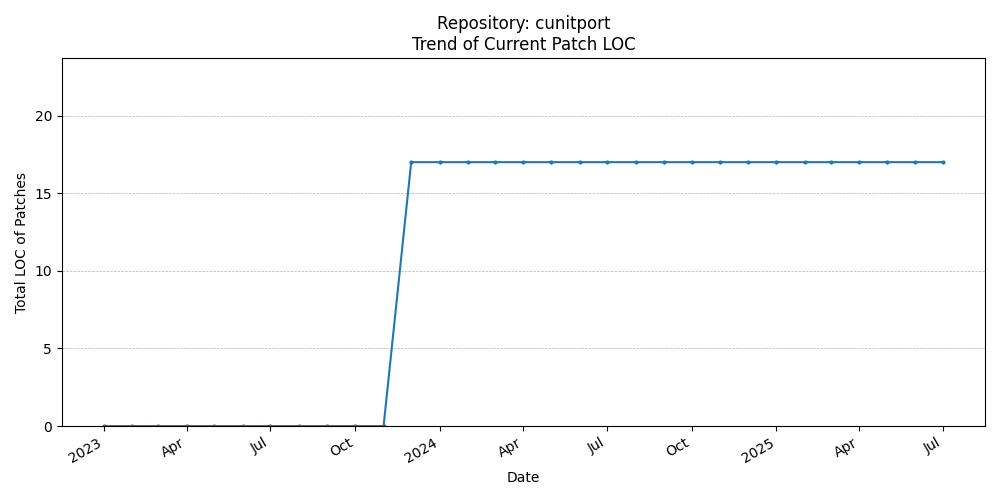 Repository: cunitport
Trend of Current Patch LOC
Total LOC of Patches
20
15
10
5
0
2023 Apr Jul Oct 2024 Apr Jul Oct 2025 Apr Jul
Date